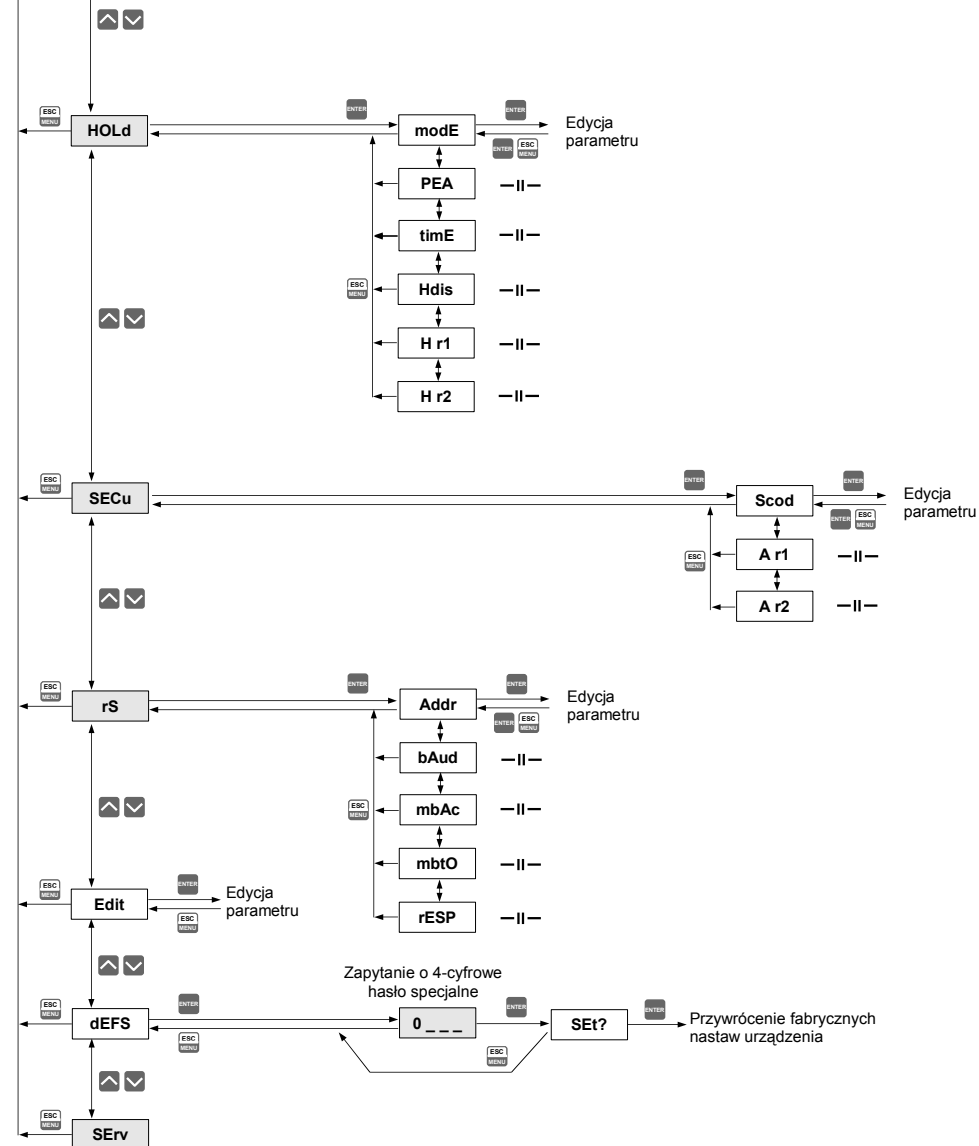 ESC
MENU
HOLd
ENTER
modE
ENTER
ENTER
ESC
MENU
Edycja
parametru
PEA
—II—
timE
—II—
ESC
MENU
Hdis
—II—
H r1
—II—
H r2
—II—
ESC
MENU
SECu
ENTER
Scod
ENTER
ENTER
ESC
MENU
Edycja
parametru
ESC
MENU
A r1
—II—
A r2
—II—
ESC
MENU
rS
ENTER
Addr
ENTER
ENTER
ESC
MENU
Edycja
parametru
bAud
—II—
ESC
MENU
mbAc
—II—
mbtO
—II—
rESP
—II—
ESC
MENU
Edit
ENTER
ESC
MENU
Edycja
parametru
Zapytanie o 4-cyfrowe
hasło specjalne
ESC
MENU
dEFS
ENTER
ESC
MENU
0 _ _ _
ENTER
ESC
MENU
SEt?
ENTER
Przywrócenie fabrycznych
nastaw urządzenia
ESC
MENU
SErv